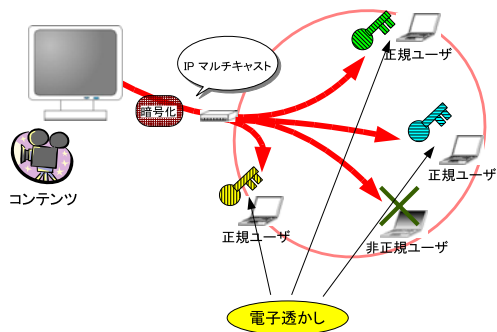 IP マルチキャスト
正規ユーザ
暗号化
コンテンツ
正規ユーザ
正規ユーザ
非正規ユーザ
電子透かし